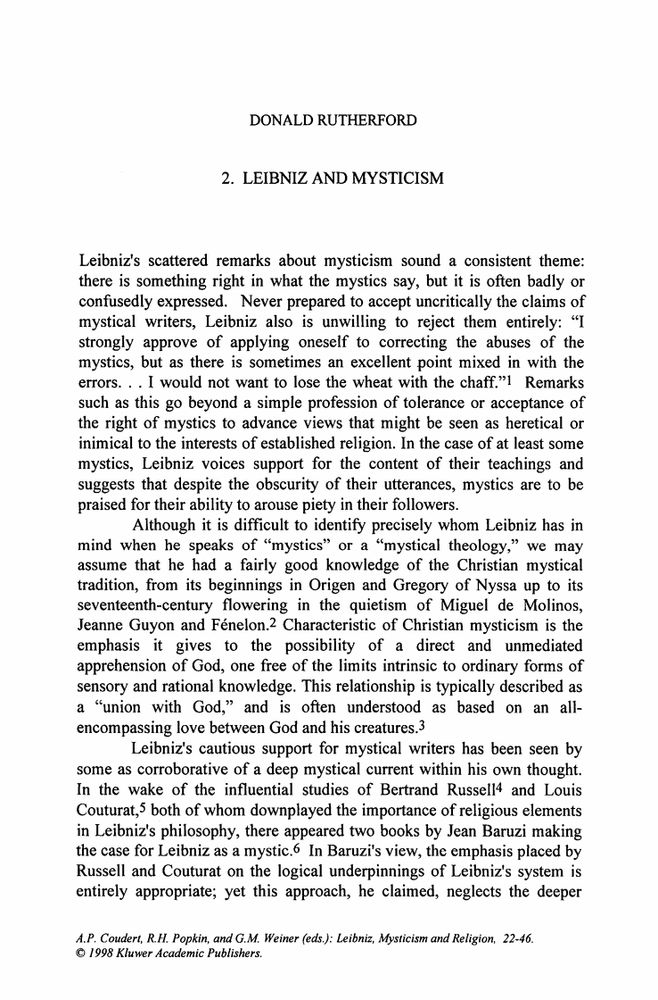 DONALD RUTHERFORD
2. LEIBNIZ AND MYSTICISM
Leibniz's scattered remarks about mysticism sound a consistent theme:
there is something right in what the mystics say, but it is often badly or
confusedly expressed. Never prepared to accept uncritically the claims of
mystical writers, Leibniz also is unwilling to reject them entirely: “I
strongly approve of applying oneself to correcting the abuses of the
mystics, but as there is sometimes an excellent point mixed in with the
errors. . . I would not want to lose the wheat with the chaff.”1 Remarks
such as this go beyond a simple profession of tolerance or acceptance of
the right of mystics to advance views that might be seen as heretical or
inimical to the interests of established religion. In the case of at least some
mystics, Leibniz voices support for the content of their teachings and
suggests that despite the obscurity of their utterances, mystics are to be
praised for their ability to arouse piety in their followers.
Although it is difficult to identify precisely whom Leibniz has in
mind when he speaks of “mystics” or a “mystical theology,” we may
assume that he had a fairly good knowledge of the Christian mystical
tradition, from its beginnings in Origen and Gregory of Nyssa up to its
seventeenth-century flowering in the quietism of Miguel de Molinos,
Jeanne Guyon and Fénelon.2 Characteristic of Christian mysticism is the
emphasis it gives to the possibility of a direct and unmediated
apprehension of God, one free of the limits intrinsic to ordinary forms of
sensory and rational knowledge. This relationship is typically described as
a “union with God,” and is often understood as based on an all-
encompassing love between God and his creatures.3
Leibniz's cautious support for mystical writers has been seen by
some as corroborative of a deep mystical current within his own thought.
In the wake of the influential studies of Bertrand Russell4 and Louis
Couturat,5 both of whom downplayed the importance of religious elements
in Leibniz's philosophy, there appeared two books by Jean Baruzi making
the case for Leibniz as a mystic.6 In Baruzi's view, the emphasis placed by
Russell and Couturat on the logical underpinnings of Leibniz's system is
entirely appropriate; yet this approach, he claimed, neglects the deeper
A.P. Coudert, R.H. Popkin, and G.M. Weiner (eds.): Leibniz, Mysticism and Religion, 22-46.
© 1998 Kluwer Academic Publishers.